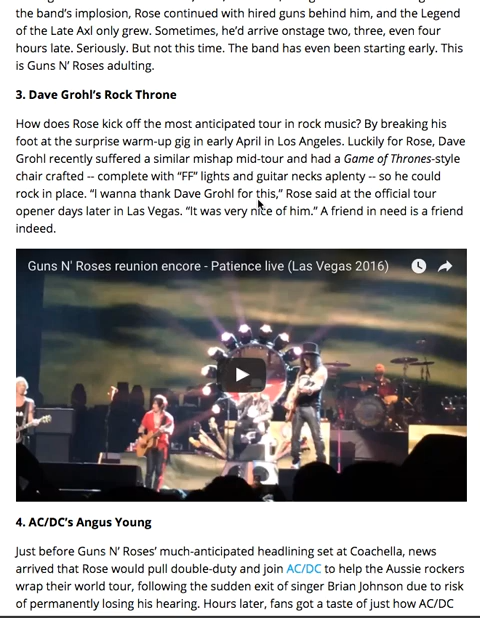 the band's implosion, Rose continued with hired guns behind him, and the Legend
of the Late Axl only grew. Sometimes, he'd arrive onstage two, three, even four
hours late. Seriously. But not this time. The band has even been starting early. This
is Guns N' Roses adulting.
3. Dave Grohl's Rock Throne
How does Rose kick off the most anticipated tour in rock music? By breaking his
foot at the surprise warm-up gig in early April in Los Angeles. Luckily for Rose, Dave
Grohl recently suffered a similar mishap mid-tour and had a Game of Thrones-style
chair crafted -- complete with "FF" lights and guitar necks aplenty -- so he could
rock in place. "I wanna thank Dave Grohl for this," Rose said at the official tour
opener days later in Las Vegas. "It was very nice of him." A friend in need is a friend
indeed.
Guns N' Roses reunion encore - Patience live (Las Vegas 2016)
4. AC/DC's Angus Young
Just before Guns N' Roses' much-anticipated headlining set at Coachella, news
arrived that Rose would pull double-duty and join AC/DC to help the Aussie rockers
wrap their world tour, following the sudden exit of singer Brian Johnson due to risk
of permanently losing his hearing. Hours later, fans got a taste of just how AC/DC